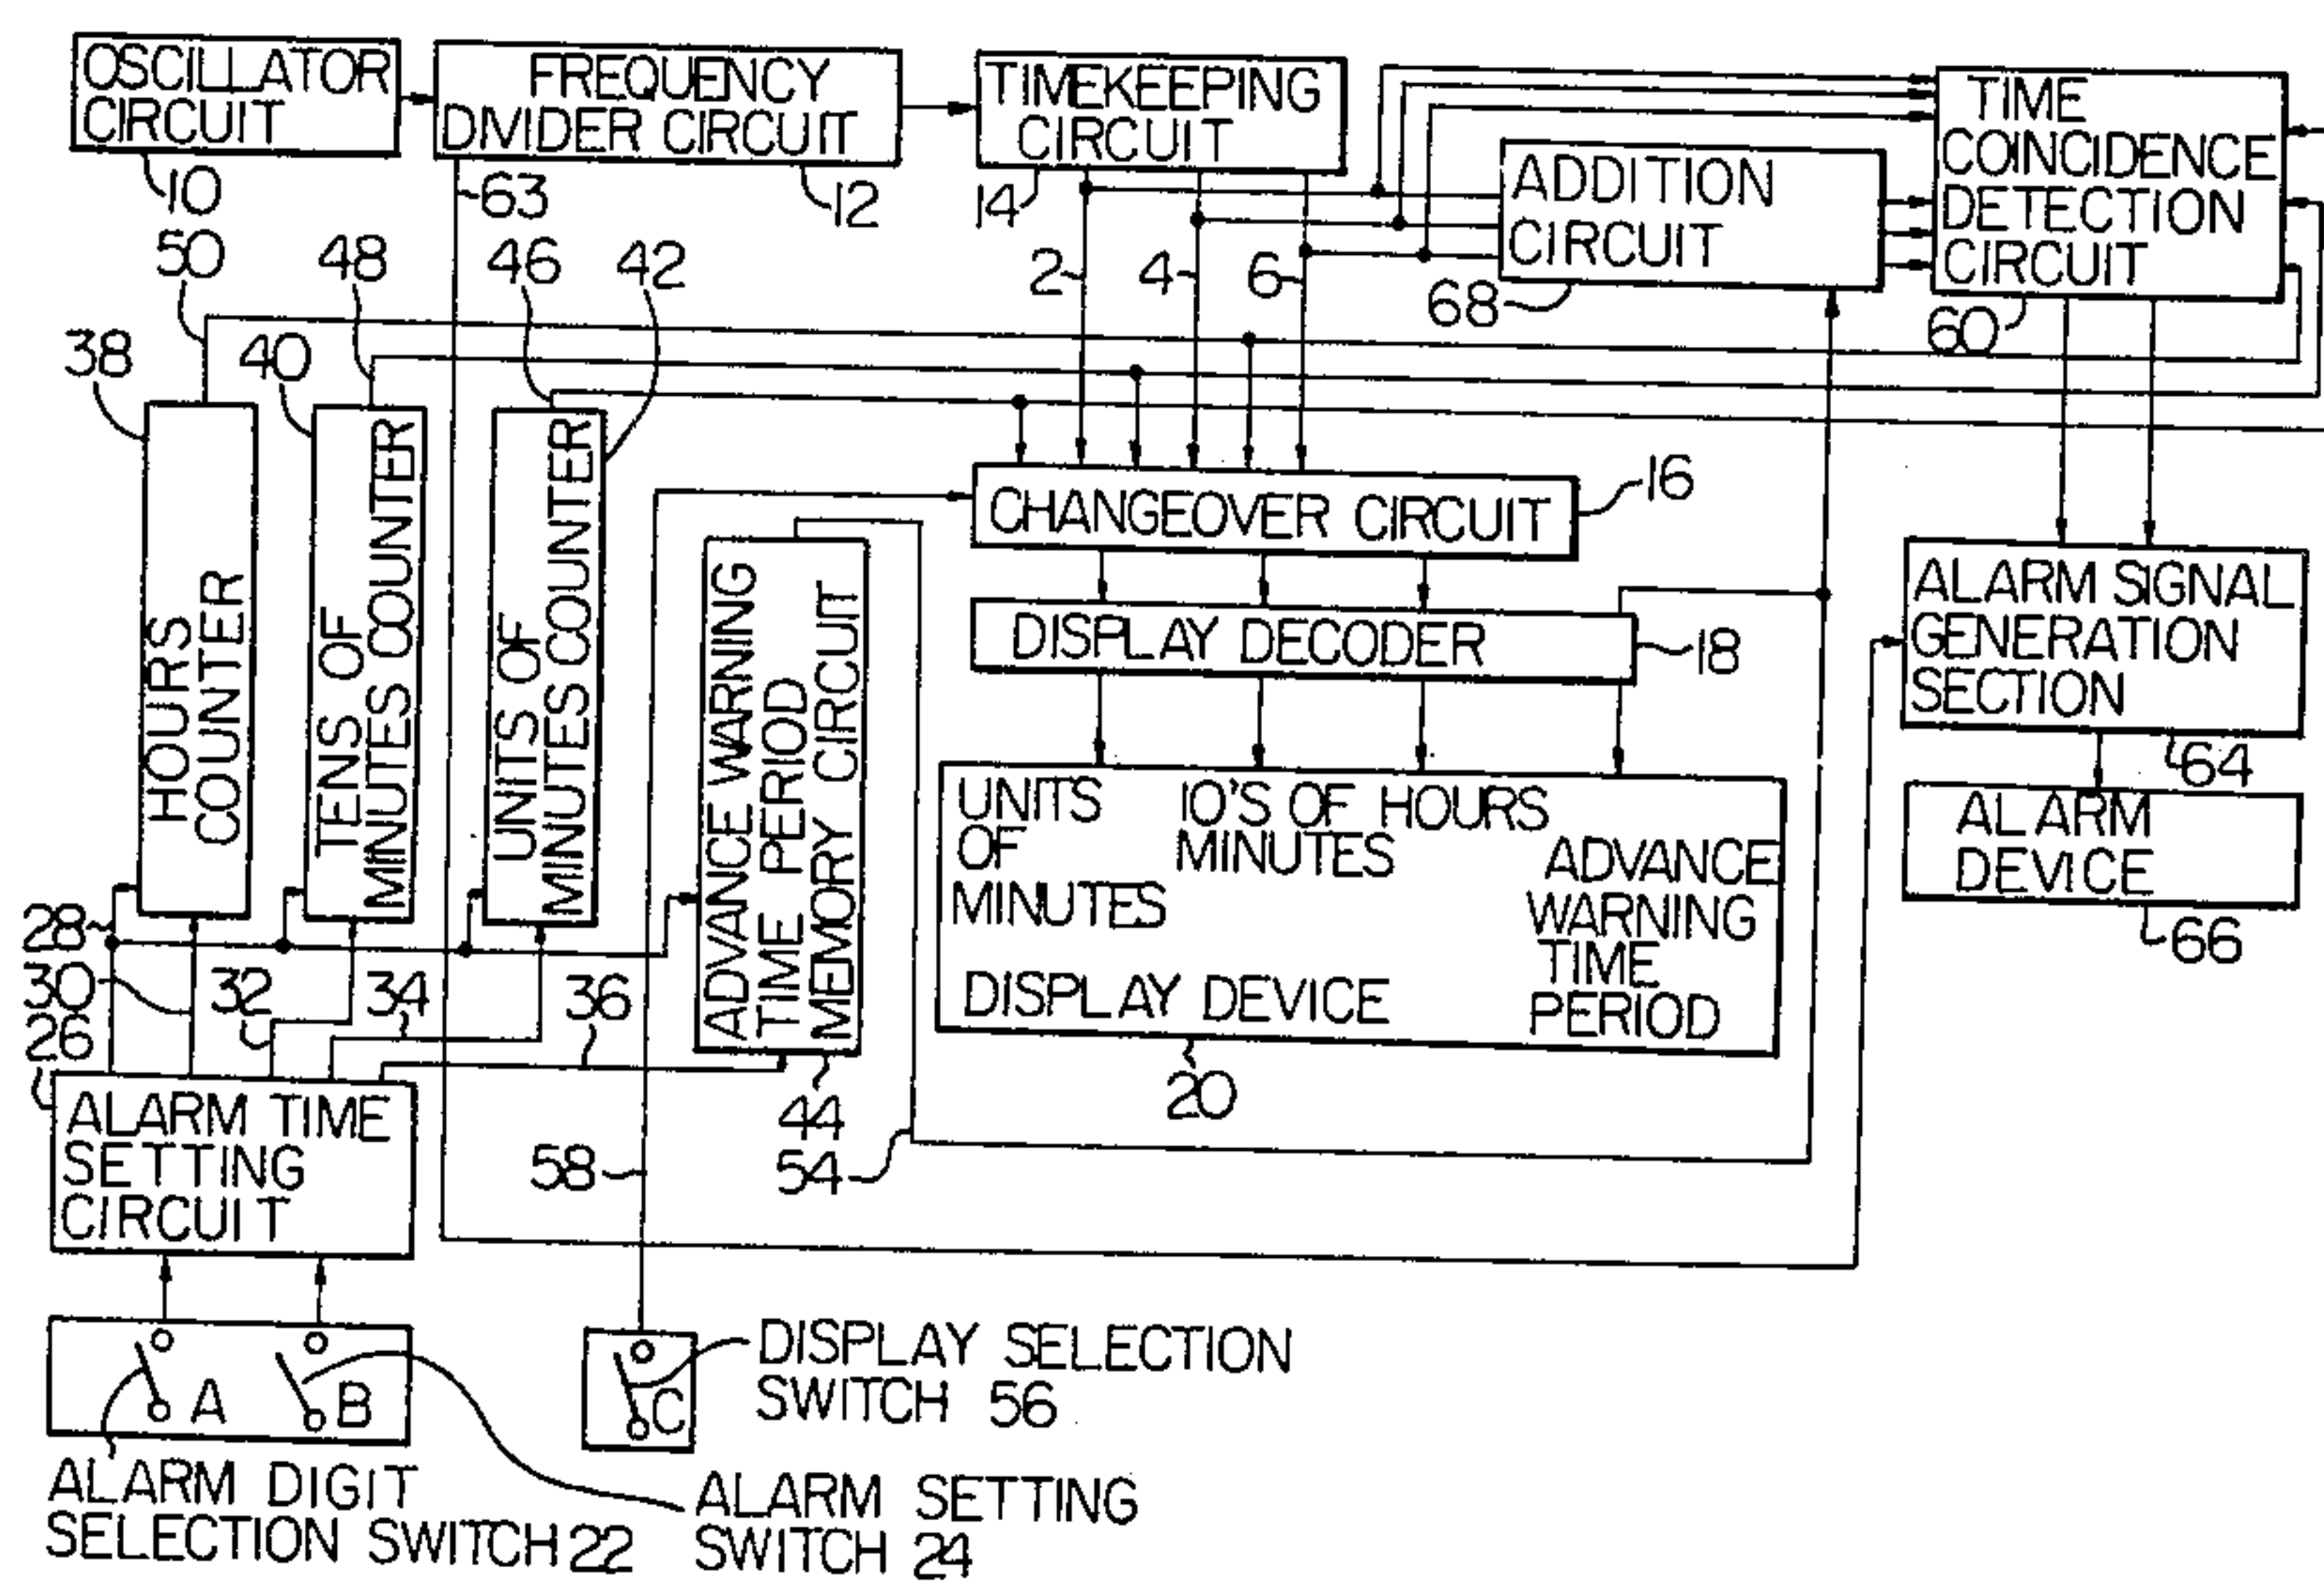 OSCILLATOR
CIRCUIT
10
FREQUENCY
DIVIDER CIRCUIT
63
12
TIMEKEEPING
CIRCUIT
14
2
4
6
ADDITION
CIRCUIT
68
TIME
COINCIDENCE
DETECTION
CIRCUIT
60
50
48
46
42
38
40
HOURS
COUNTER
TENS OF
MINUTES COUNTER
UNITS OF
MINUTES COUNTER
ADVANCE WARNING
TIME PERIOD
MEMORY CIRCUIT
44
54
CHANGEOVER CIRCUIT
16
DISPLAY DECODER
18
UNITS
OF
MINUTES
10'S OF
MINUTES
HOURS
ADVANCE
WARNING
TIME
PERIOD
DISPLAY DEVICE
20
ALARM SIGNAL
GENERATION
SECTION
64
ALARM
DEVICE
66
28
30
32
34
36
26
ALARM TIME
SETTING
CIRCUIT
58
A
B
C
DISPLAY SELECTION
SWITCH 56
ALARM DIGIT
SELECTION SWITCH 22
ALARM SETTING
SWITCH 24